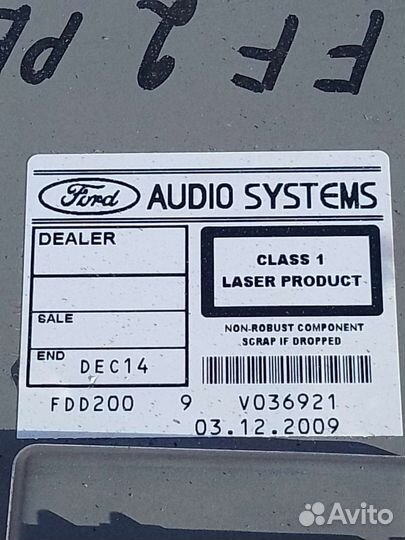 FF 2
Ford AUDIO SYSTEMS
DEALER
CLASS 1
LASER PRODUCT
SALE
NON-ROBUST COMPONENT
SCRAP IF DROPPED
END DEC14
FDD200 9 V036921
03.12.2009
Avito